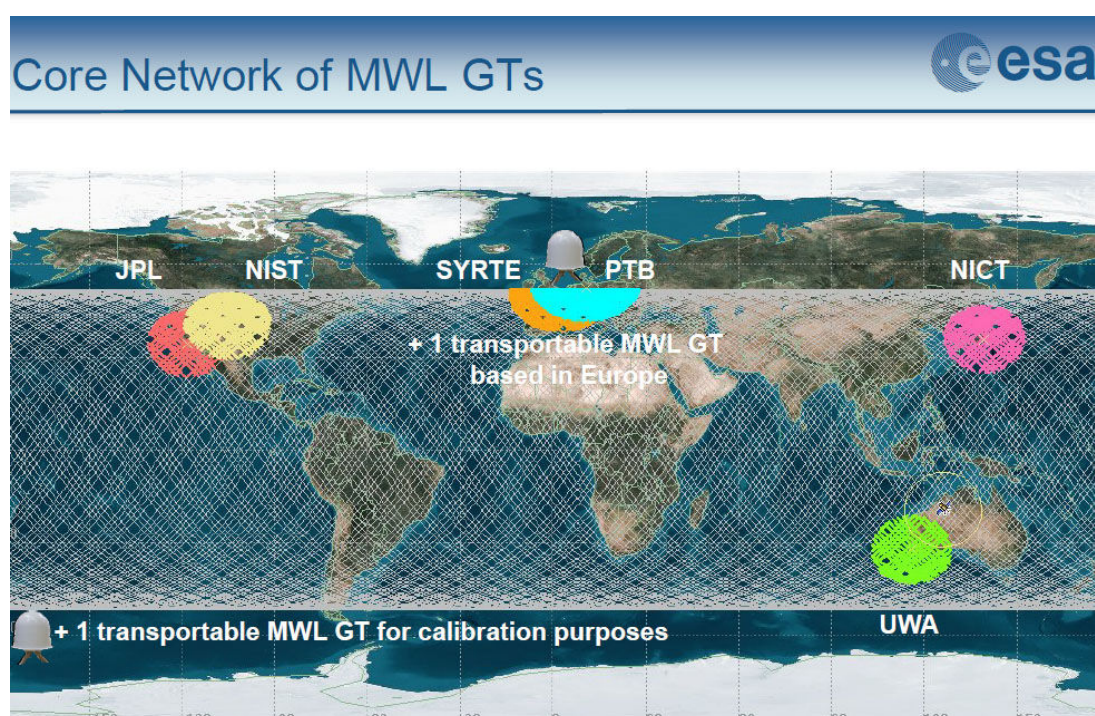 Core Network of MWL GTs
esa
JPL NIST SYRTE PTB NICT
+ 1 transportable MWL GT
based in Europe
UWA
+ 1 transportable MWL GT for calibration purposes